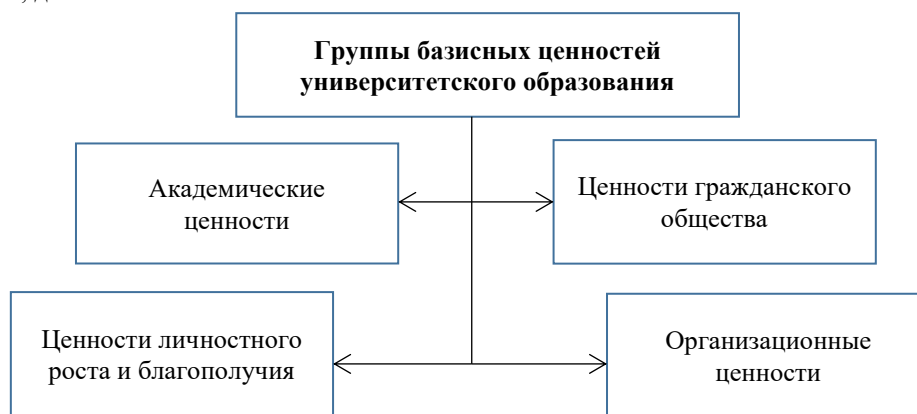 Группы базисных ценностей
университетского образования
Академические
ценности
Ценности гражданского
общества
Ценности личностного
роста и благополучия
Организационные
ценности